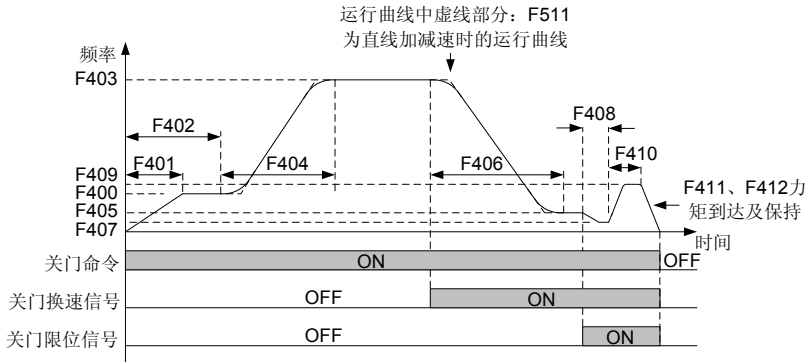 运行曲线中虚线部分：F511
为直线加减速时的运行曲线
频率
F403
F408
F402
F410
F401
F404
F406
F409
F400
F405
F407
F411、F412力
矩到达及保持
时间
关门命令
ON
OFF
关门换速信号
OFF
ON
关门限位信号
OFF
ON